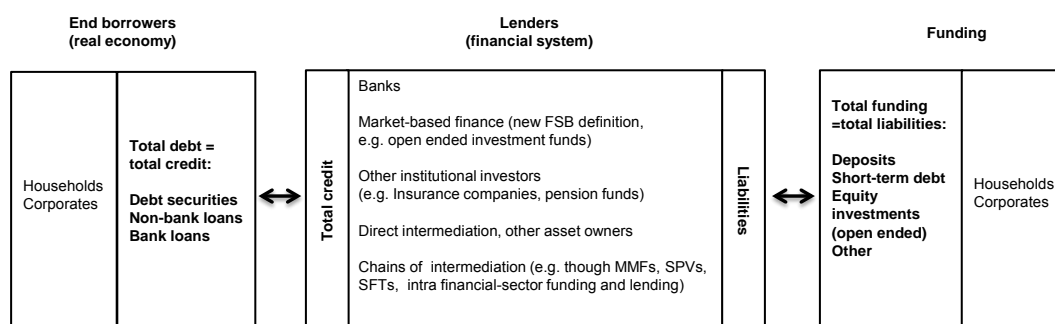 End borrowers
(real economy)
Lenders
(financial system)
Funding
Households
Corporates
Total debt =
total credit:
Debt securities
Non-bank loans
Bank loans
Total credit
Banks
Market-based finance (new FSB definition,
e.g. open ended investment funds)
Other institutional investors
(e.g. Insurance companies, pension funds)
Direct intermediation, other asset owners
Chains of intermediation (e.g. though MMFs, SPVs,
SFTs, intra financial-sector funding and lending)
Liabilities
Total funding
=total liabilities:
Deposits
Short-term debt
Equity
investments
(open ended)
Other
Households
Corporates